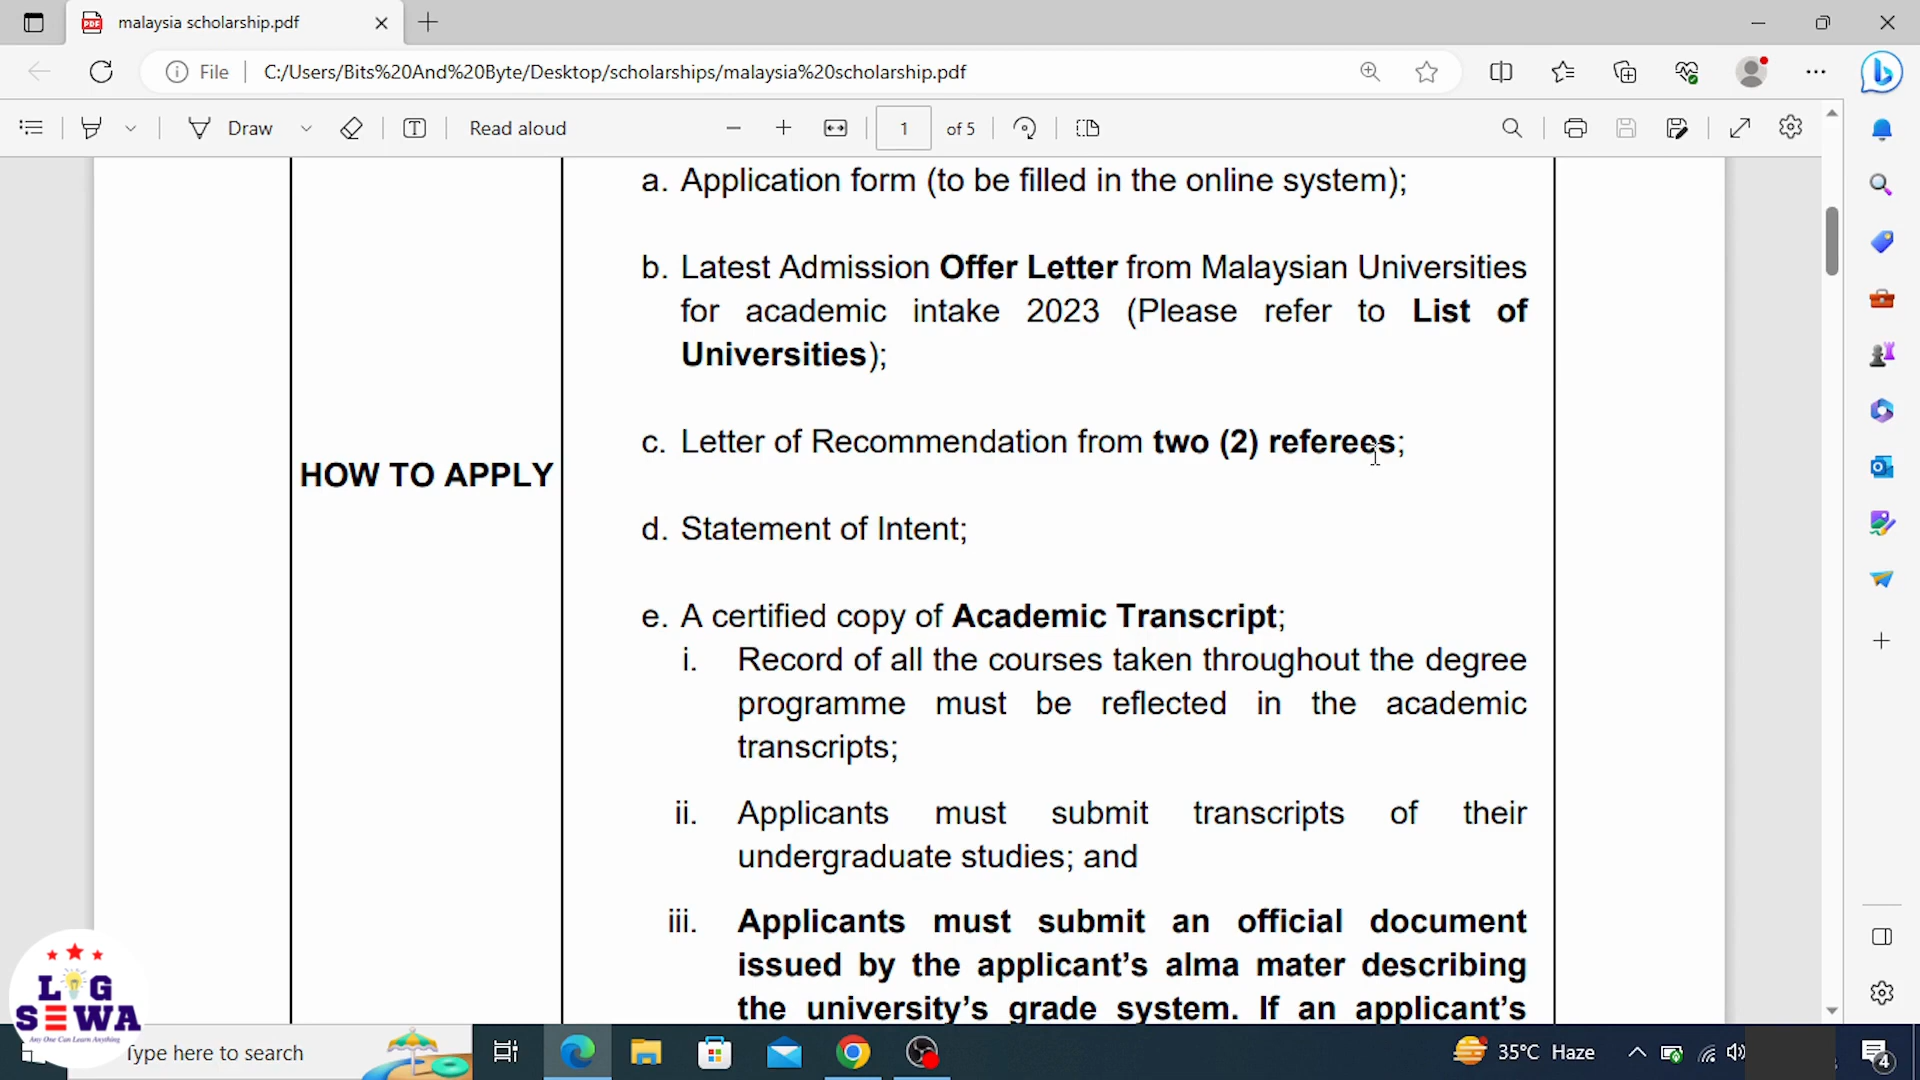 malaysia scholarship.pdf
File
C:/Users/Bits%20And%20Byte/Desktop/scholarships/malaysia%20scholarship.pdf
Draw
Read aloud
1
of 5
a. Application form (to be filled in the online system);
b. Latest Admission Offer Letter from Malaysian Universities
for academic intake 2023 (Please refer to List of
Universities);
c. Letter of Recommendation from two (2) referees;
HOW TO APPLY
d. Statement of Intent;
e. A certified copy of Academic Transcript;
i. Record of all the courses taken throughout the degree
programme must be reflected in the academic
transcripts;
ii. Applicants must submit transcripts of their
undergraduate studies; and
iii. Applicants must submit an official document
issued by the applicant’s alma mater describing
the university’s grade system. If an applicant’s
L G
SEWA
Any One Can Learn Anything
Type here to search
35°C Haze
4